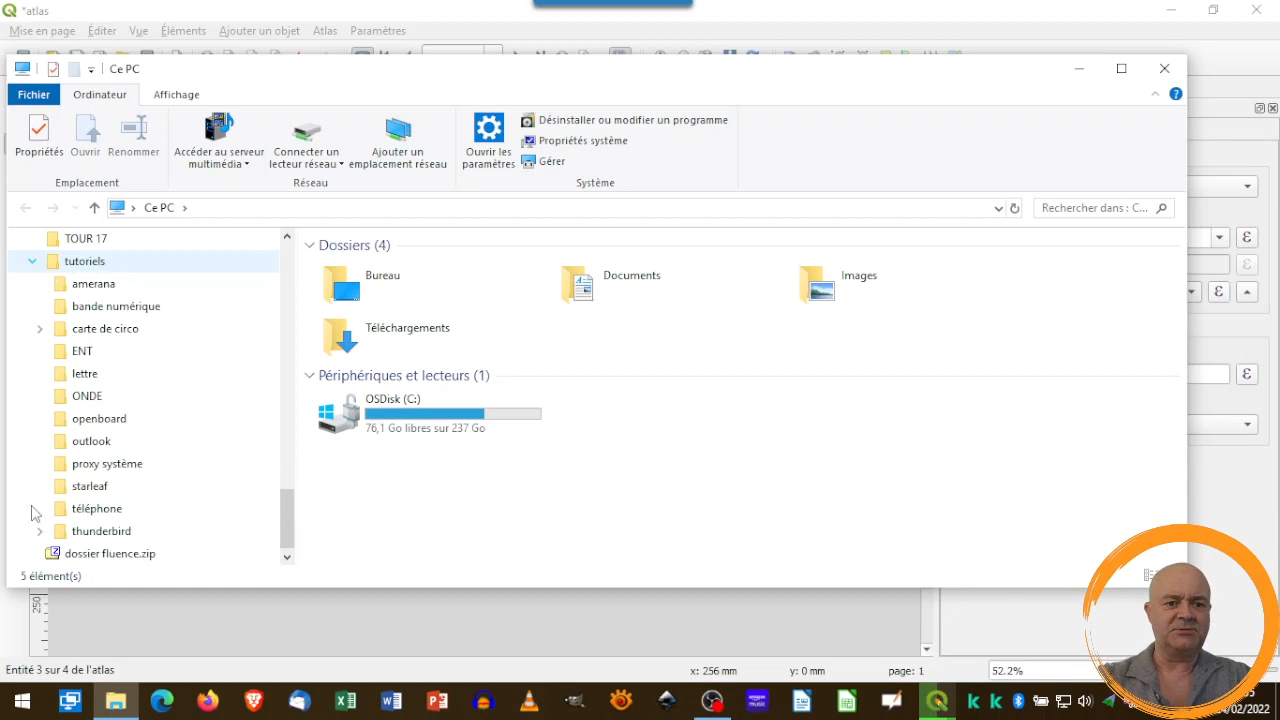 *atlas
Mise en page Éditer Vue Éléments Ajouter un objet Atlas Paramètres
Ce PC
Fichier Ordinateur Affichage
Propriétés Ouvrir Renommer Accéder au serveur multimédia Connecter un lecteur réseau Ajouter un emplacement réseau Ouvrir les paramètres
Désinstaller ou modifier un programme
Propriétés système
Gérer
Emplacement Réseau Système
Ce PC Rechercher dans : C...
TOUR 17
tutoriels
amerana
bande numérique
carte de circo
ENT
lettre
ONDE
openboard
outlook
proxy système
starleaf
téléphone
thunderbird
dossier fluence.zip
5 élément(s)
Dossiers (4)
Bureau Documents Images
Téléchargements
Périphériques et lecteurs (1)
OSDisk (C:)
76,1 Go libres sur 237 Go
250
Entité 3 sur 4 de l'atlas x: 256 mm y: 0 mm page: 1 52.2%
/02/2022